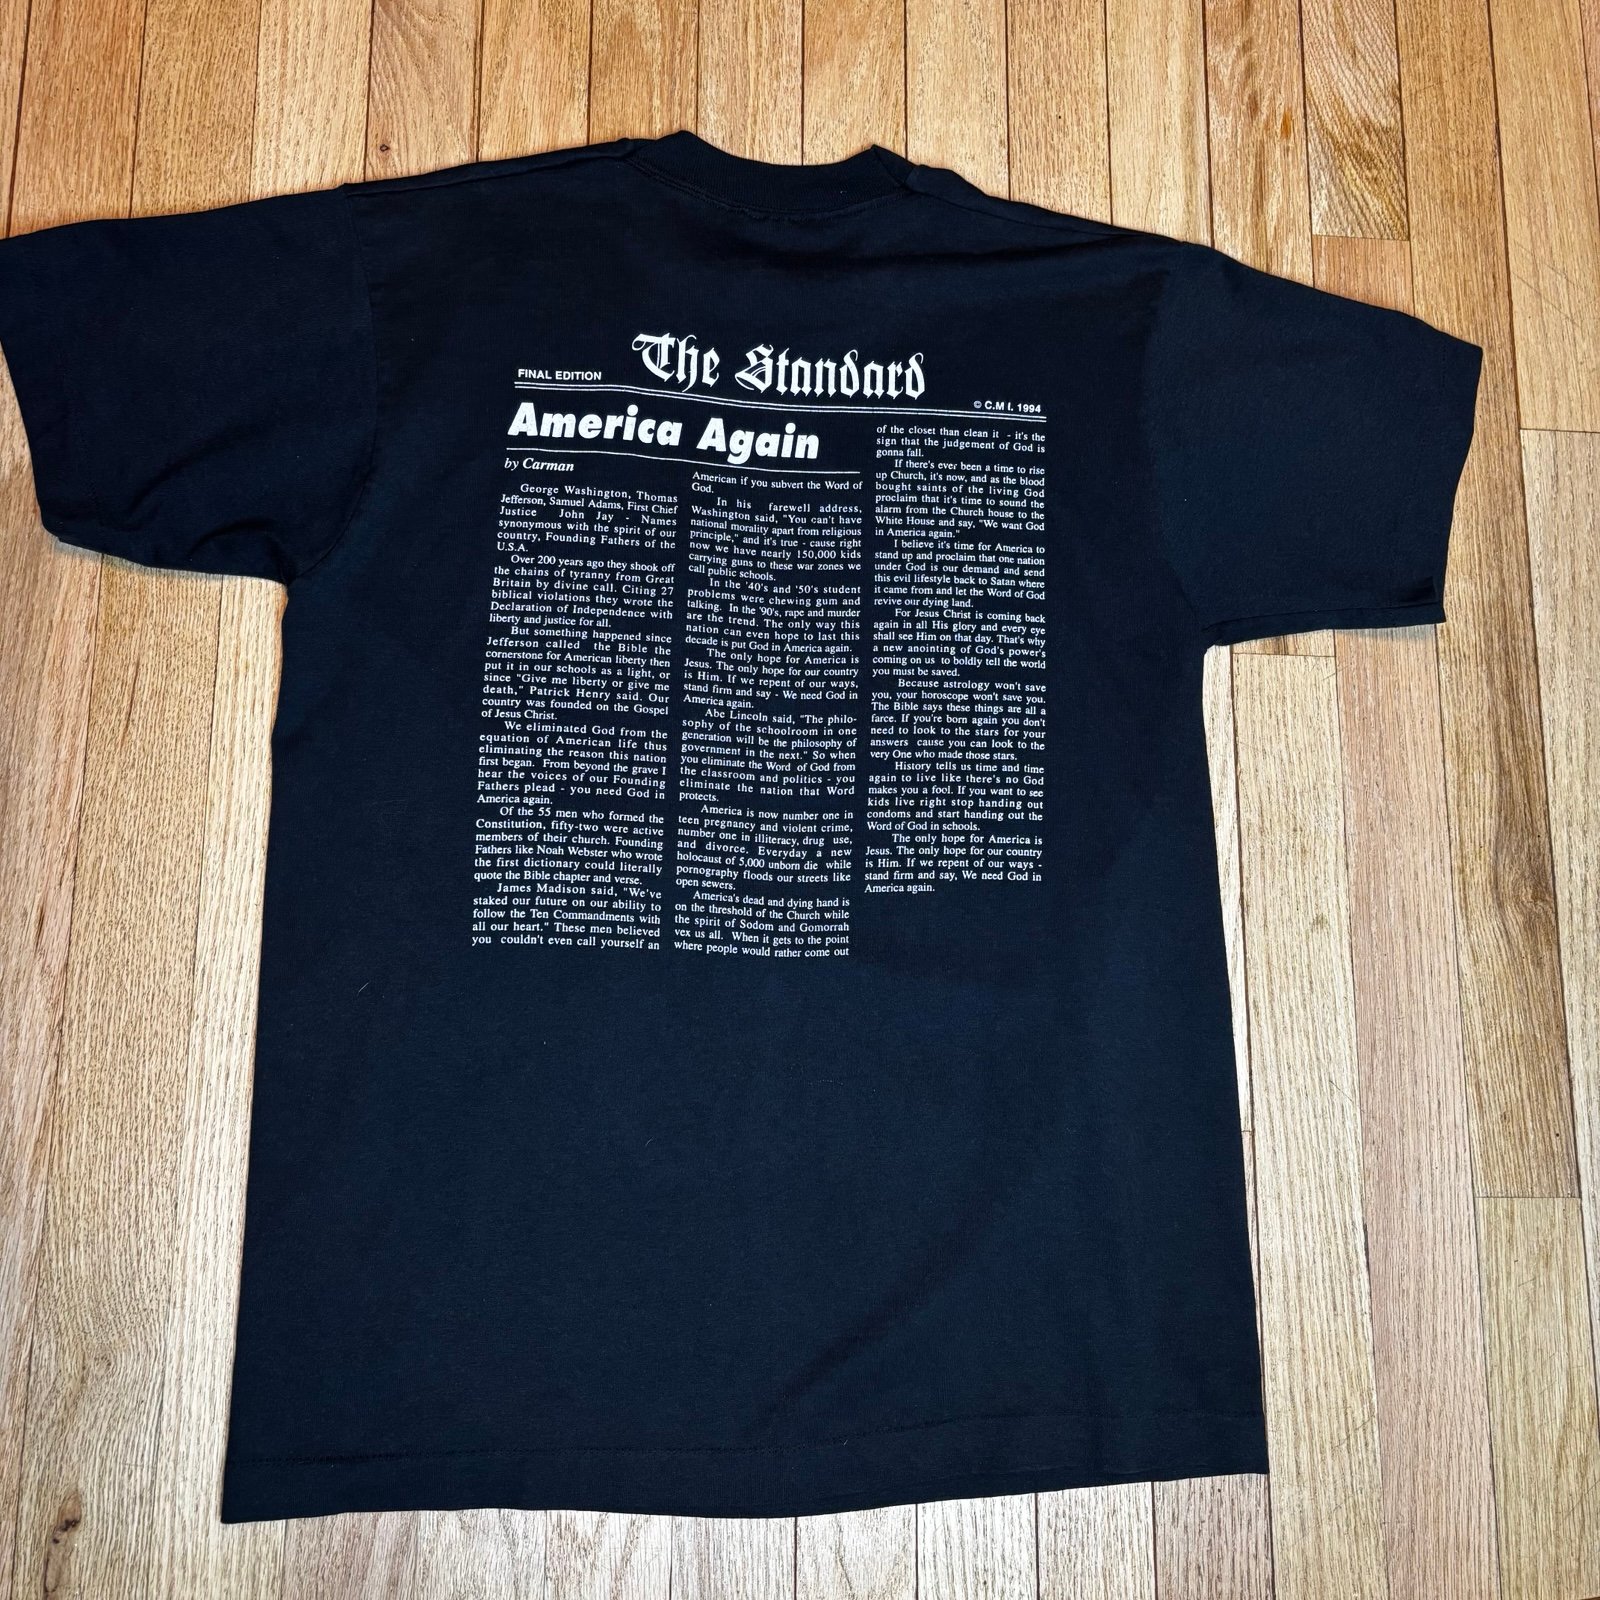 The Standard
FINAL EDITION
© C.M I. 1994
America Again
by Carman
George Washington, Thomas
Jefferson, Samuel Adams, First Chief
Justice John Jay - Names
synonymous with the spirit of our
country, Founding Fathers of the
U.S.A.
Over 200 years ago they shook off
the chains of tyranny from Great
Britain by divine call. Citing 27
biblical violations they wrote the
Declaration of Independence with
liberty and justice for all.
But something happened since
Jefferson called the Bible the
cornerstone for American liberty then
put it in our schools as a light, or
since "Give me liberty or give me
death," Patrick Henry said. Our
country was founded on the Gospel
of Jesus Christ.
We eliminated God from the
equation of American life thus
eliminating the reason this nation
first began. From beyond the grave I
hear the voices of our Founding
Fathers plead - you need God in
America again.
Of the 55 men who formed the
Constitution, fifty-two were active
members of their church. Founding
Fathers like Noah Webster who wrote
the first dictionary could literally
quote the Bible chapter and verse.
James Madison said, "We've
staked our future on our ability to
follow the Ten Commandments with
all our heart." These men believed
you couldn't even call yourself an
American if you subvert the Word of
God.
In his farewell address,
Washington said, "You can't have
national morality apart from religious
principle," and it's true - cause right
now we have nearly 150,000 kids
carrying guns to these war zones we
call public schools.
In the '40's and '50's student
problems were chewing gum and
talking. In the '90's, rape and murder
are the trend. The only way this
nation can even hope to last this
decade is put God in America again.
The only hope for America is
Jesus. The only hope for our country
is Him. If we repent of our ways,
stand firm and say - We need God in
America again.
Abe Lincoln said, "The philo-
sophy of the schoolroom in one
generation will be the philosophy of
government in the next." So when
you eliminate the Word of God from
the classroom and politics - you
eliminate the nation that Word
protects.
America is now number one in
teen pregnancy and violent crime,
number one in illiteracy, drug use,
and divorce. Everyday a new
holocaust of 5,000 unborn die while
pornography floods our streets like
open sewers.
America's dead and dying hand is
on the threshold of the Church while
the spirit of Sodom and Gomorrah
vex us all. When it gets to the point
where people would rather come out
of the closet than clean it - it's the
sign that the judgement of God is
gonna fall.
If there's ever been a time to rise
up Church, it's now, and as the blood
bought saints of the living God
proclaim that it's time to sound the
alarm from the Church house to the
White House and say, "We want God
in America again."
I believe it's time for America to
stand up and proclaim that one nation
under God is our demand and send
this evil lifestyle back to Satan where
it came from and let the Word of God
revive our dying land.
For Jesus Christ is coming back
again in all His glory and every eye
shall see Him on that day. That's why
a new anointing of God's power's
coming on us to boldly tell the world
you must be saved.
Because astrology won't save
you, your horoscope won't save you.
The Bible says these things are all a
farce. If you're born again you don't
need to look to the stars for your
answers cause you can look to the
very One who made those stars.
History tells us time and time
again to live like there's no God
makes you a fool. If you want to see
kids live right stop handing out
condoms and start handing out the
Word of God in schools.
The only hope for America is
Jesus. The only hope for our country
is Him. If we repent of our ways -
stand firm and say, We need God in
America again.